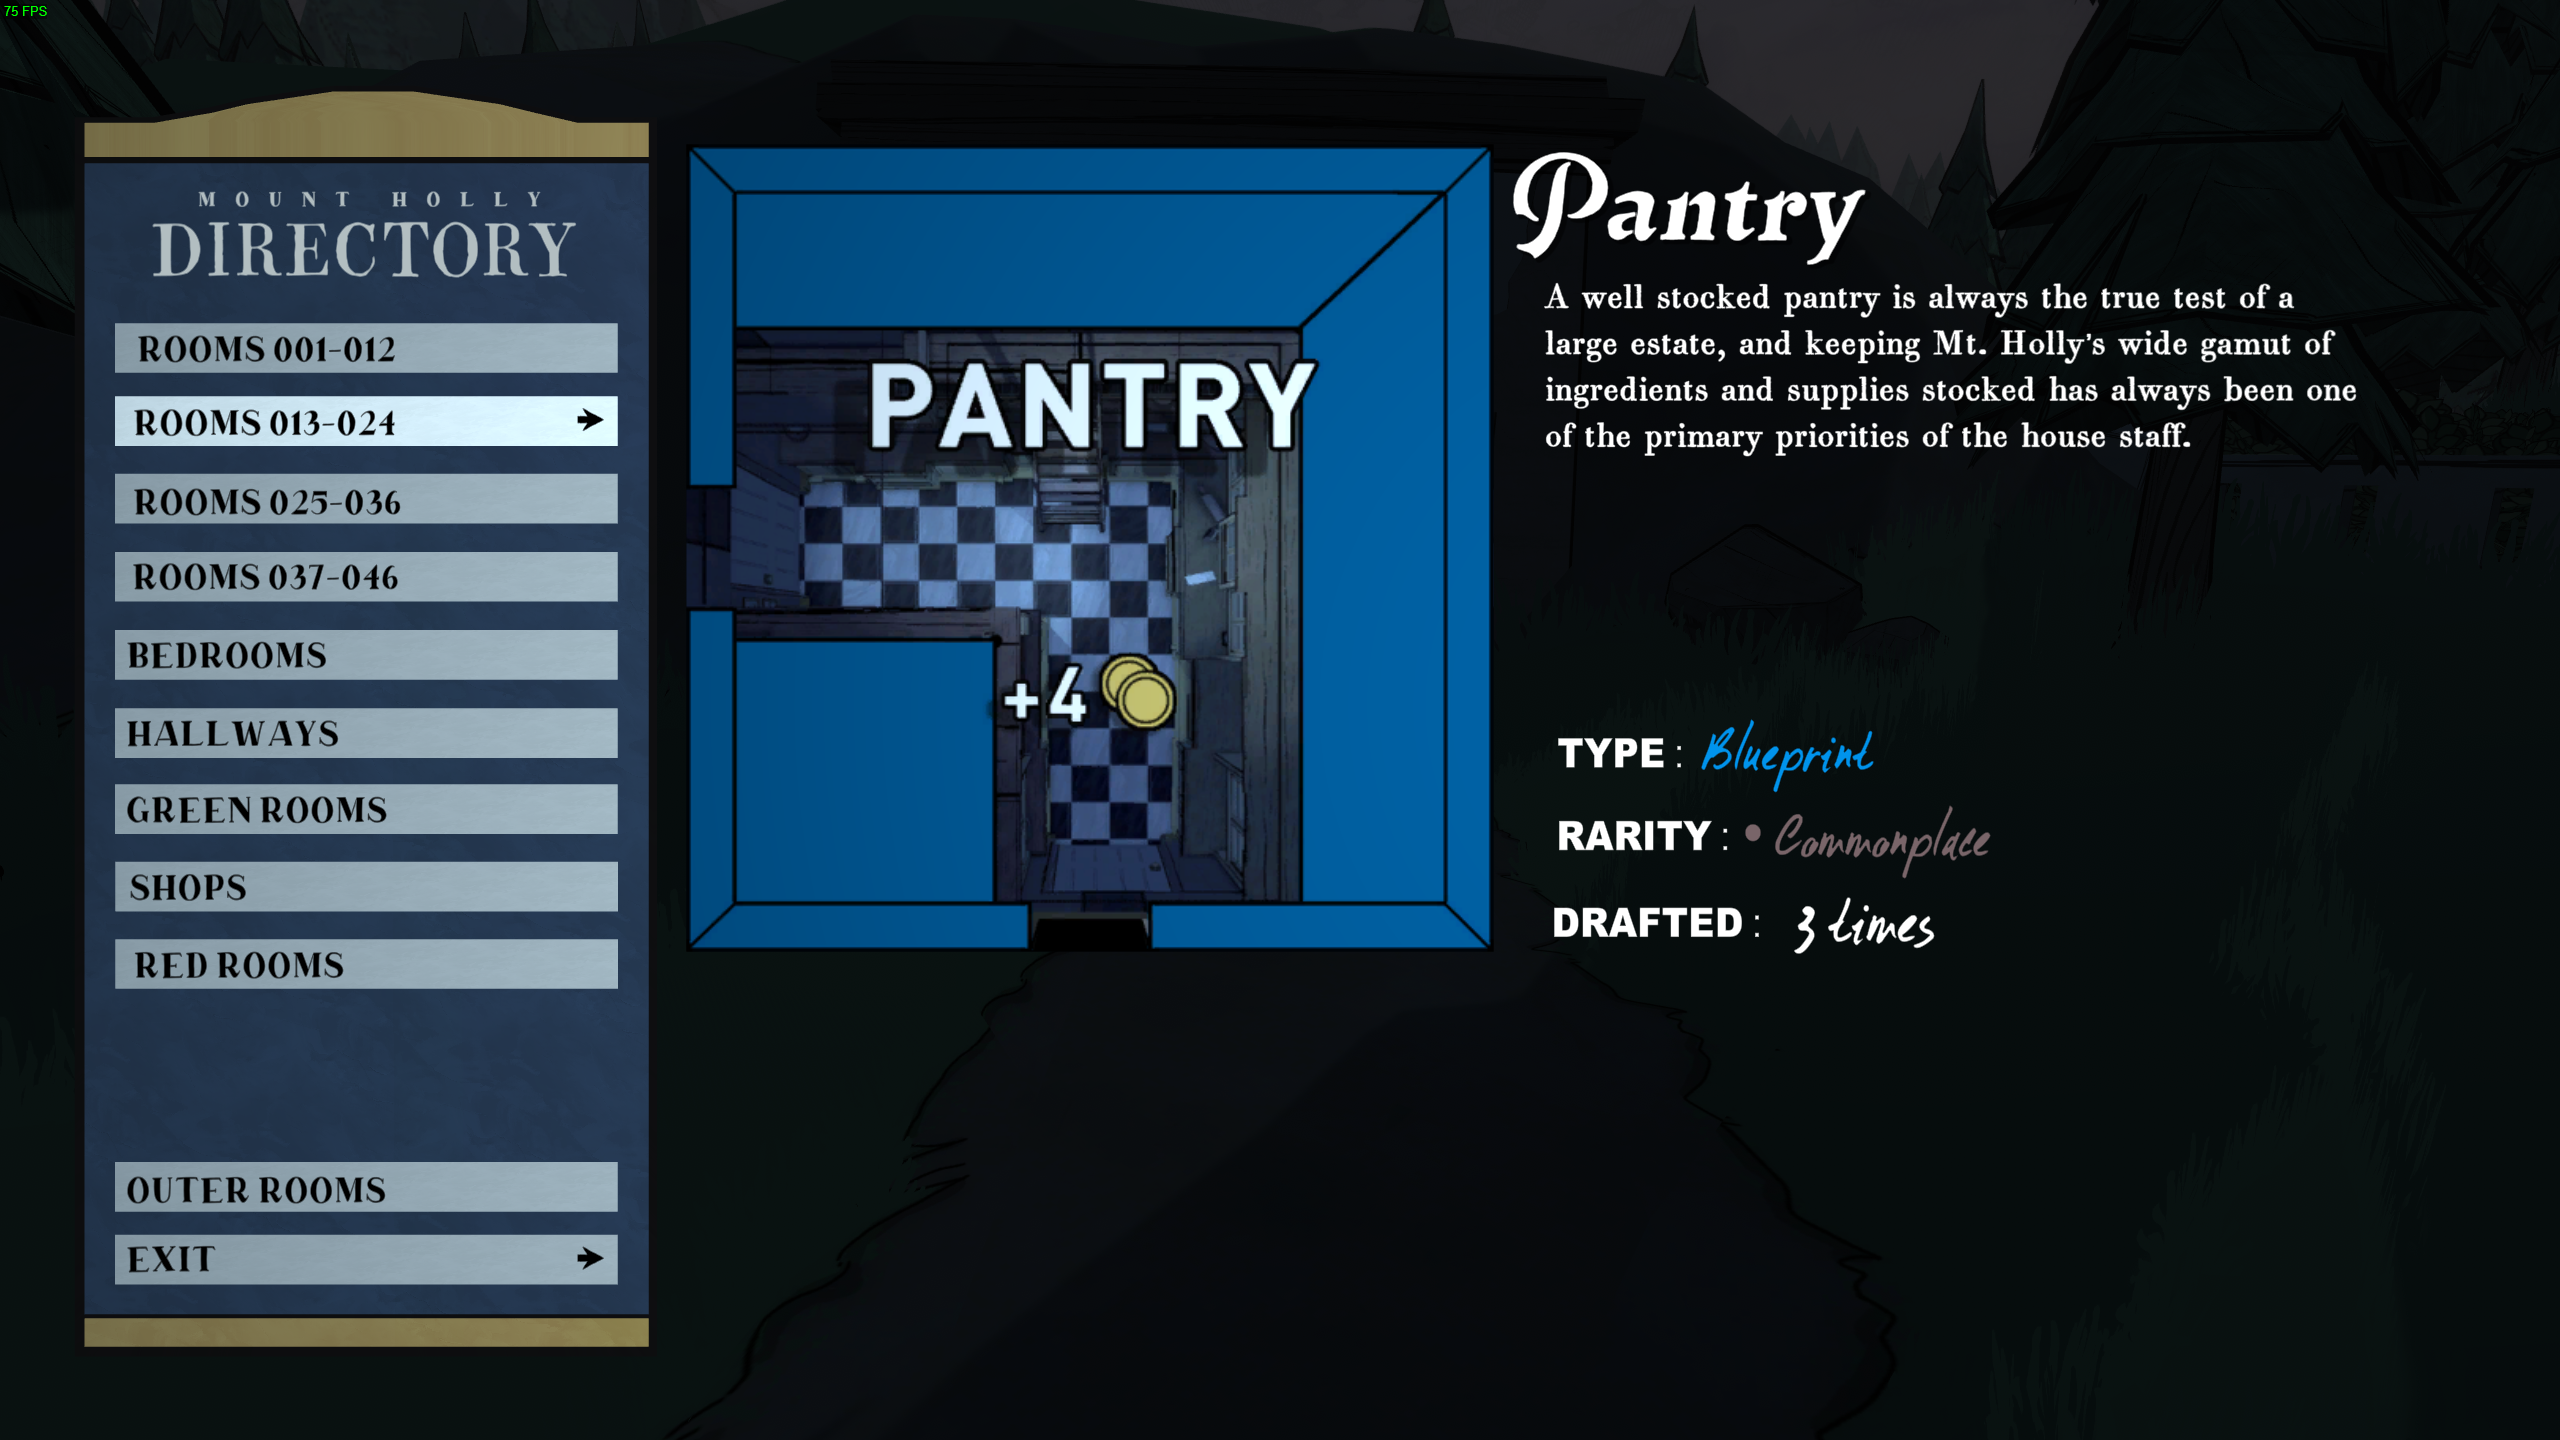 75 FPS
MOUNT HOLLY
DIRECTORY
ROOMS 001-012
ROOMS 013-024
ROOMS 025-036
ROOMS 037-046
BEDROOMS
HALLWAYS
GREEN ROOMS
SHOPS
RED ROOMS
OUTER ROOMS
EXIT
PANTRY
+4
Pantry
A well stocked pantry is always the true test of a
large estate, and keeping Mt. Holly's wide gamut of
ingredients and supplies stocked has always been one
of the primary priorities of the house staff.
TYPE : Blueprint
RARITY : • Commonplace
DRAFTED : 3 times